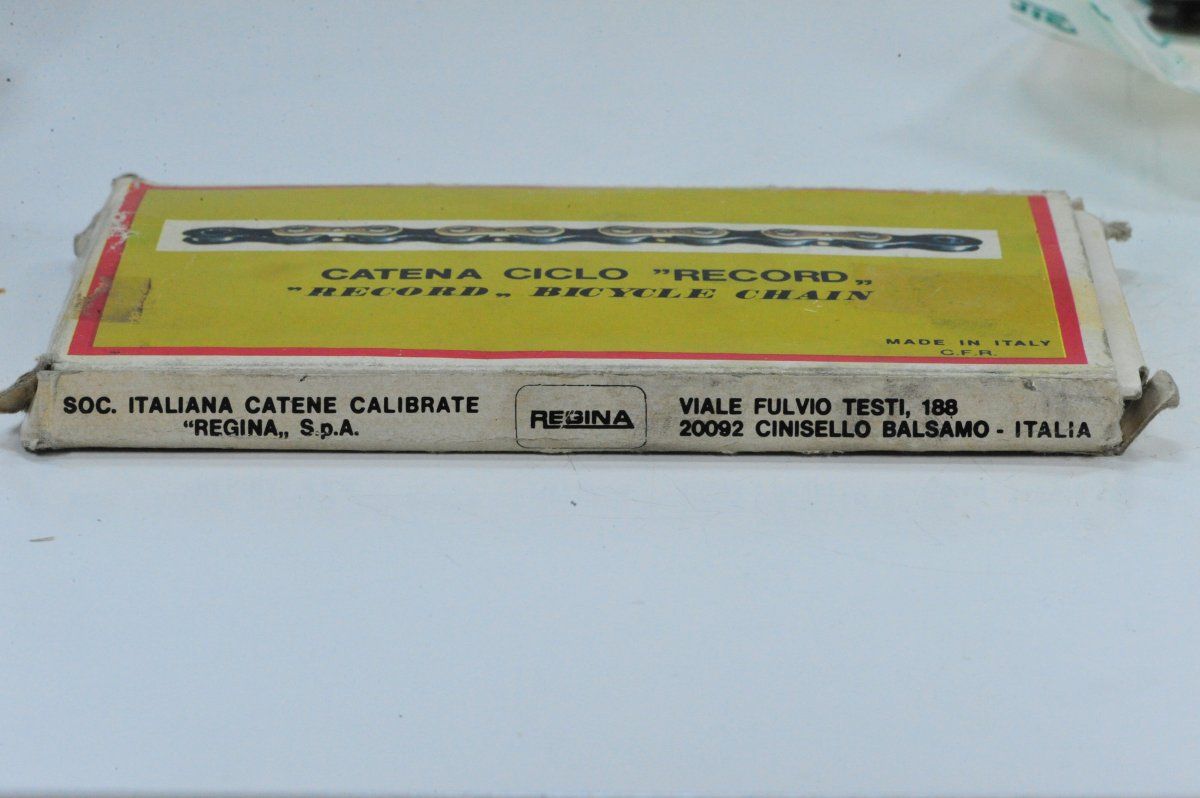 CATENA CICLO "RECORD„
"RECORD„ BICYCLE CHAIN
MADE IN ITALY
C.F.R.
SOC. ITALIANA CATENE CALIBRATE
"REGINA„ S.p.A.
REGINA
VIALE FULVIO TESTI, 188
20092 CINISELLO BALSAMO - ITALIA